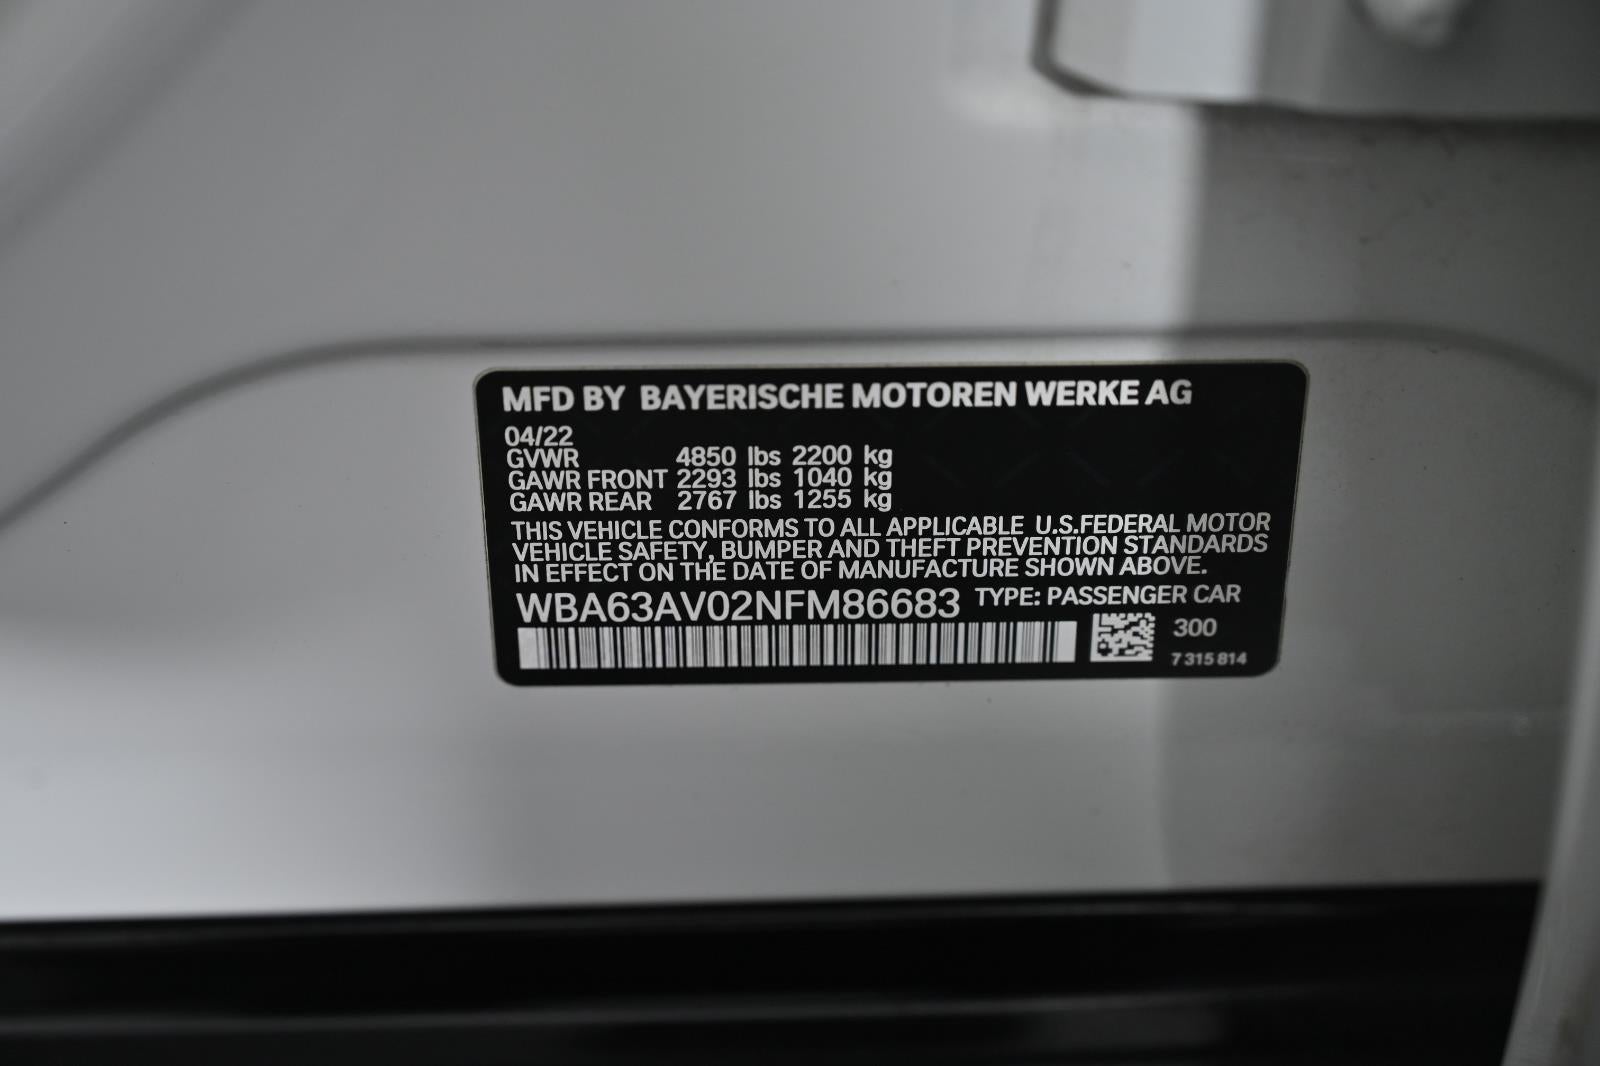 MFD BY BAYERISCHE MOTOREN WERKE AG
04/22
GVWR 4850 lbs 2200 kg
GAWR FRONT 2293 lbs 1040 kg
GAWR REAR 2767 lbs 1255 kg
THIS VEHICLE CONFORMS TO ALL APPLICABLE U.S.FEDERAL MOTOR
VEHICLE SAFETY, BUMPER AND THEFT PREVENTION STANDARDS
IN EFFECT ON THE DATE OF MANUFACTURE SHOWN ABOVE.
WBA63AV02NFM86683 TYPE: PASSENGER CAR
300
7 315 814